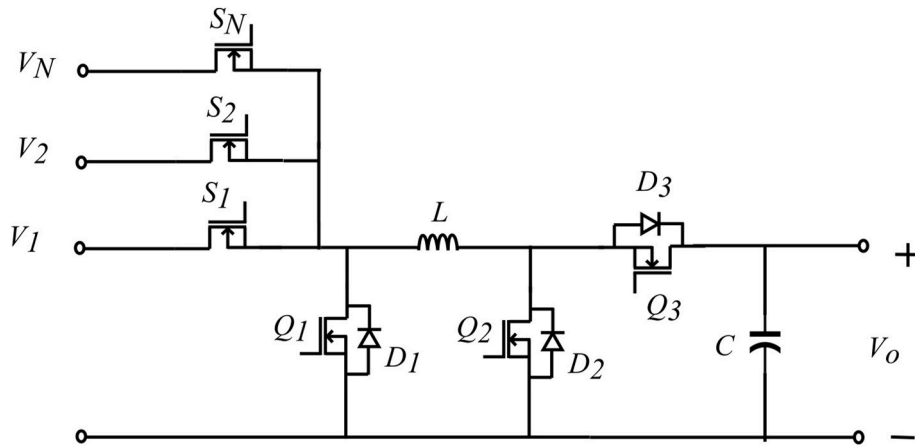 S_N
V_N
S_2
V_2
S_1
V_1
L
D_3
Q_3
+
Q_1
D_1
Q_2
D_2
C
V_o
−